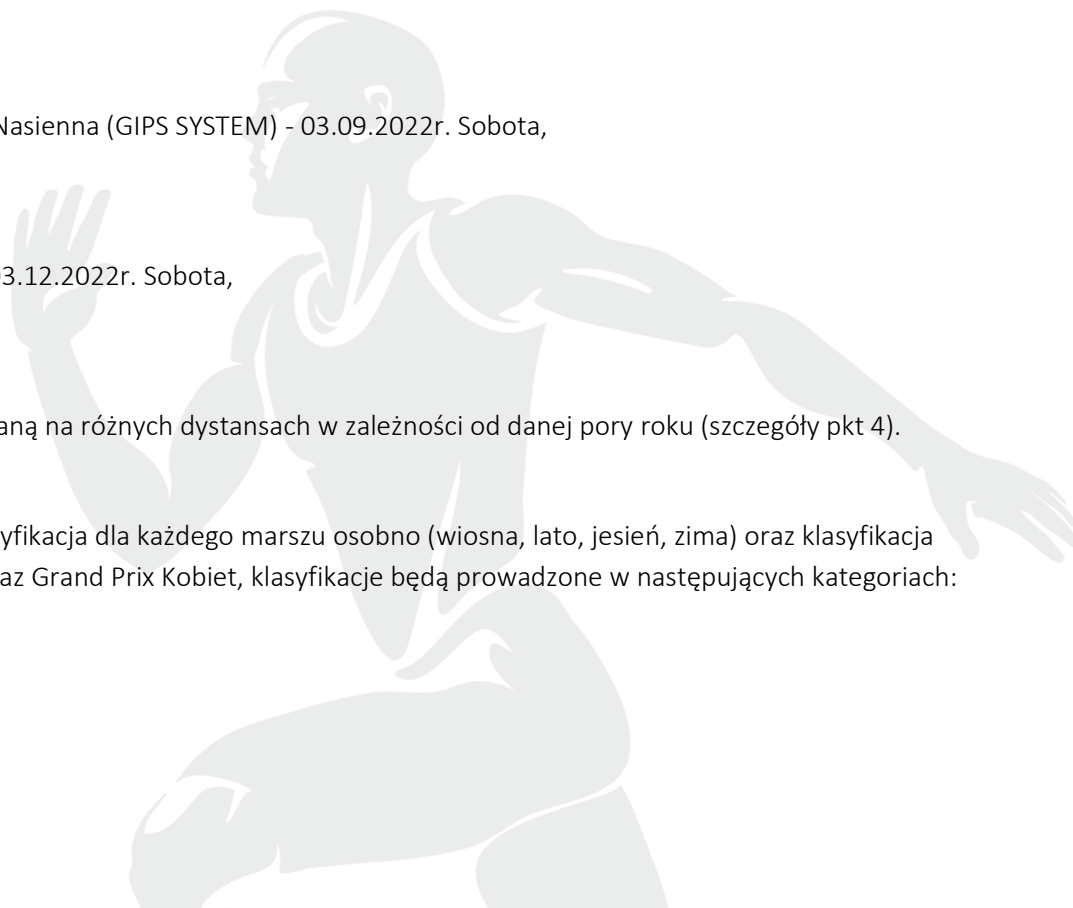 Nasienna (GIPS SYSTEM) - 03.09.2022r. Sobota,
03.12.2022r. Sobota,
aną na różnych dystansach w zależności od danej pory roku (szczegóły pkt 4).
yfikacja dla każdego marszu osobno (wiosna, lato, jesień, zima) oraz klasyfikacja
az Grand Prix Kobiet, klasyfikacje będą prowadzone w następujących kategoriach: